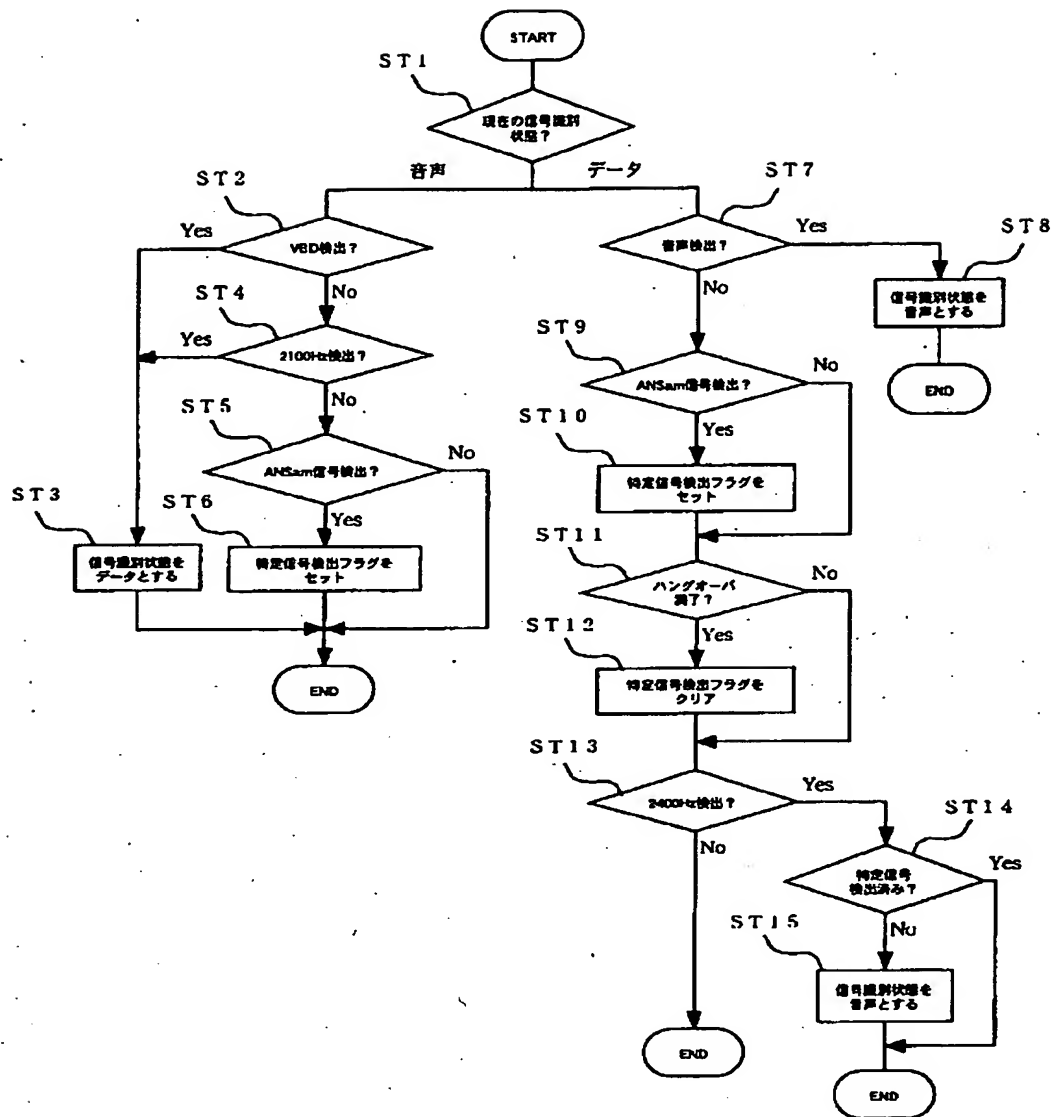 START
ST1
現在の信号識別
状態？
音声
データ
ST2
Yes
VBD検出？
No
ST4
Yes
2100Hz検出？
No
ST5
ANSam信号検出？
No
Yes
ST3
信号識別状態を
データとする
ST6
特定信号検出フラグを
セット
END
ST7
音声検出？
Yes
No
ST8
信号識別状態を
音声とする
END
ST9
ANSam信号検出？
No
Yes
ST10
特定信号検出フラグを
セット
ST11
ハングオーバ
満了？
No
Yes
ST12
特定信号検出フラグを
クリア
ST13
2400Hz検出？
Yes
No
ST14
特定信号
検出済み？
Yes
No
ST15
信号識別状態を
音声とする
END
END